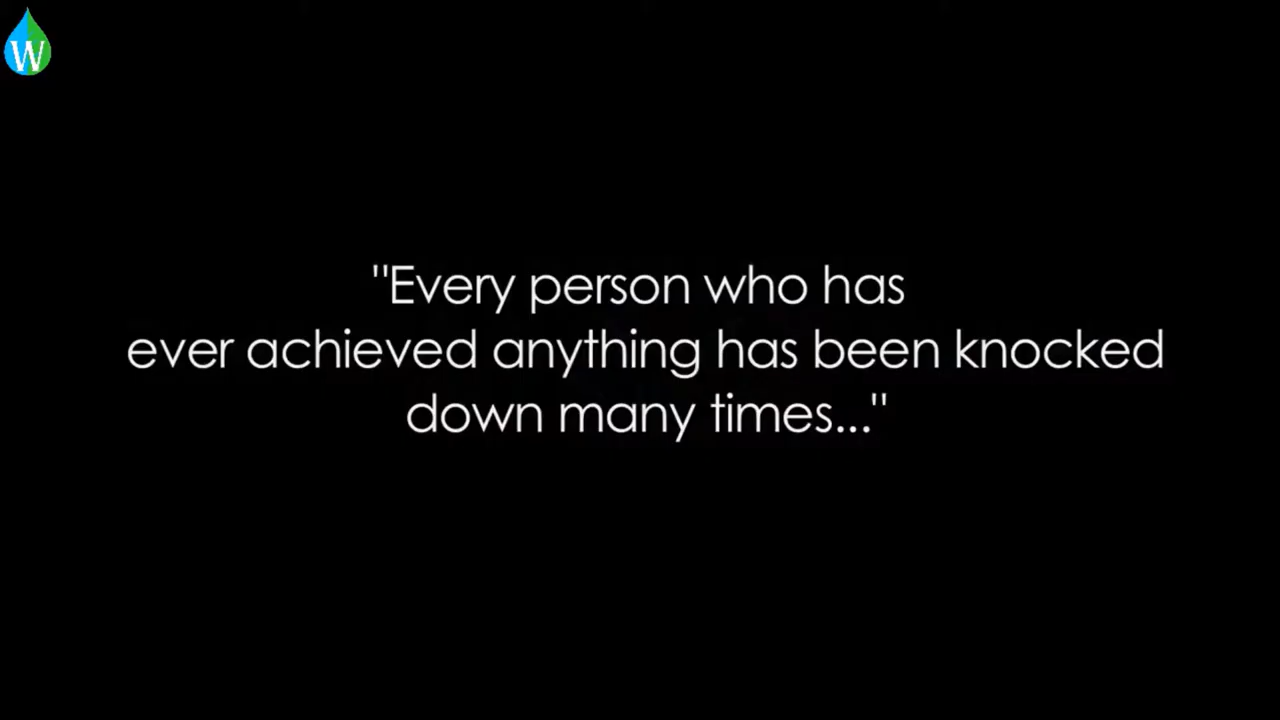 W
"Every person who has
ever achieved anything has been knocked
down many times..."